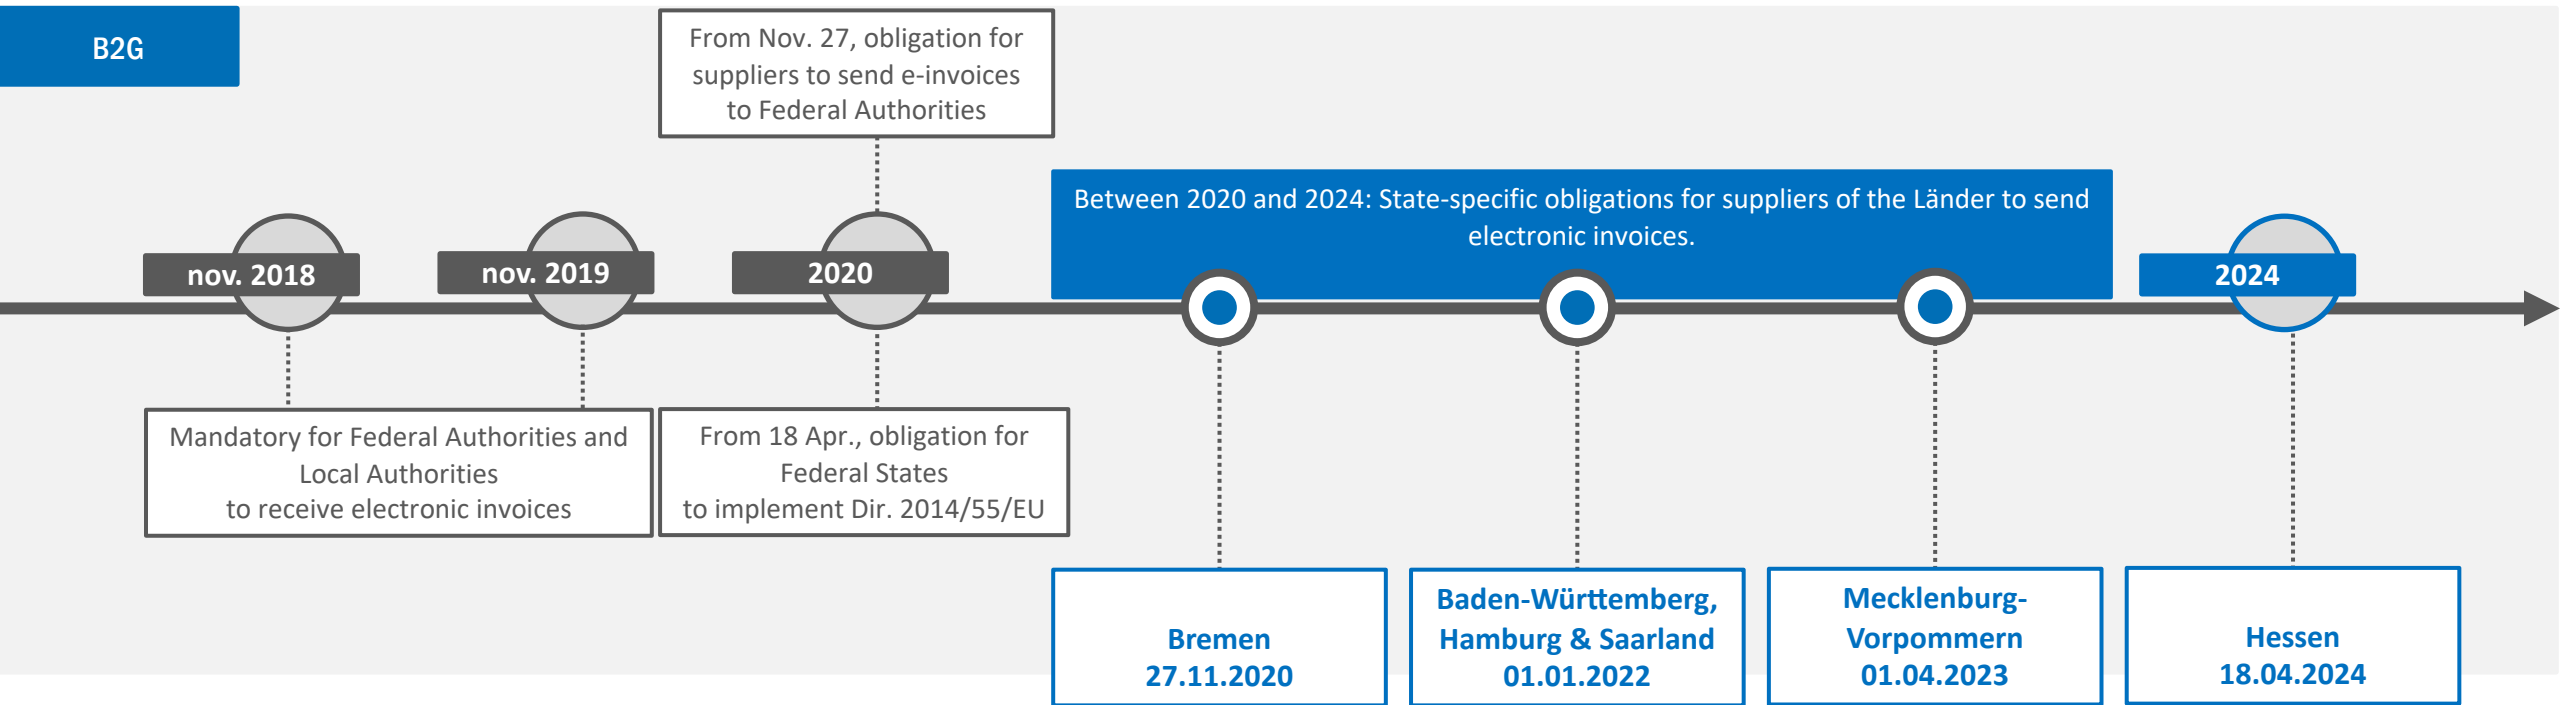 B2G
From Nov. 27, obligation for
suppliers to send e-invoices
to Federal Authorities
Between 2020 and 2024: State-specific obligations for suppliers of the Länder to send
electronic invoices.
nov. 2018
nov. 2019
2020
2024
Mandatory for Federal Authorities and
Local Authorities
to receive electronic invoices
From 18 Apr., obligation for
Federal States
to implement Dir. 2014/55/EU
Bremen
27.11.2020
Baden-Württemberg,
Hamburg & Saarland
01.01.2022
Mecklenburg-
Vorpommern
01.04.2023
Hessen
18.04.2024